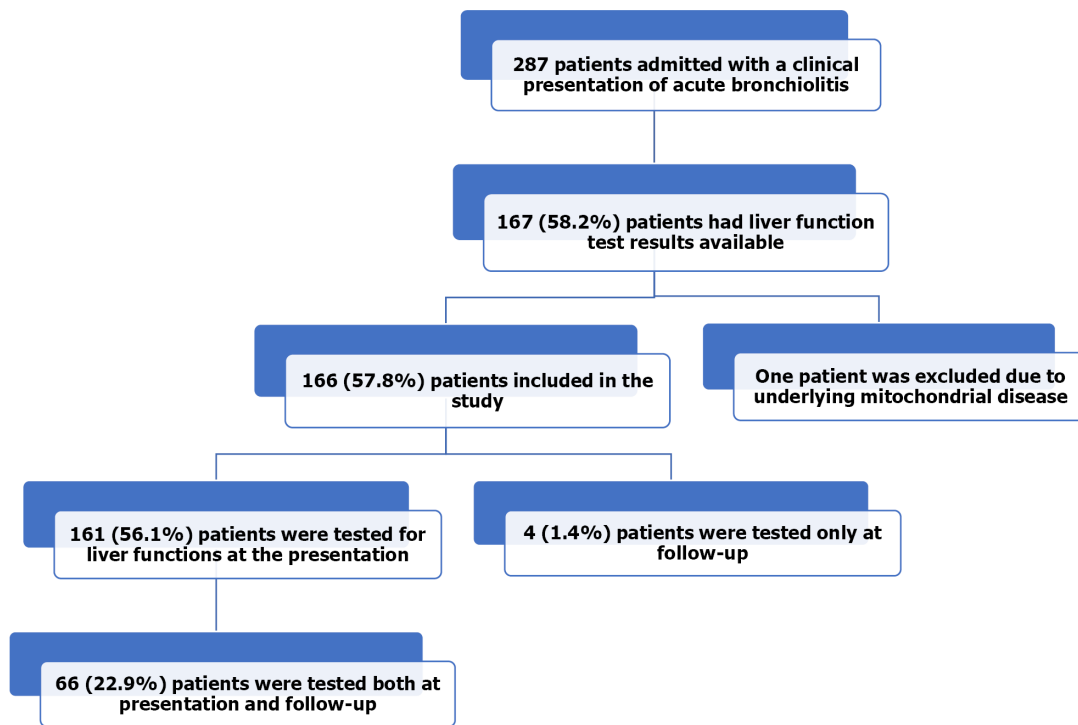 287 patients admitted with a clinical
presentation of acute bronchiolitis
167 (58.2%) patients had liver function
test results available
166 (57.8%) patients included in the
study
One patient was excluded due to
underlying mitochondrial disease
161 (56.1%) patients were tested for
liver functions at the presentation
4 (1.4%) patients were tested only at
follow-up
66 (22.9%) patients were tested both at
presentation and follow-up